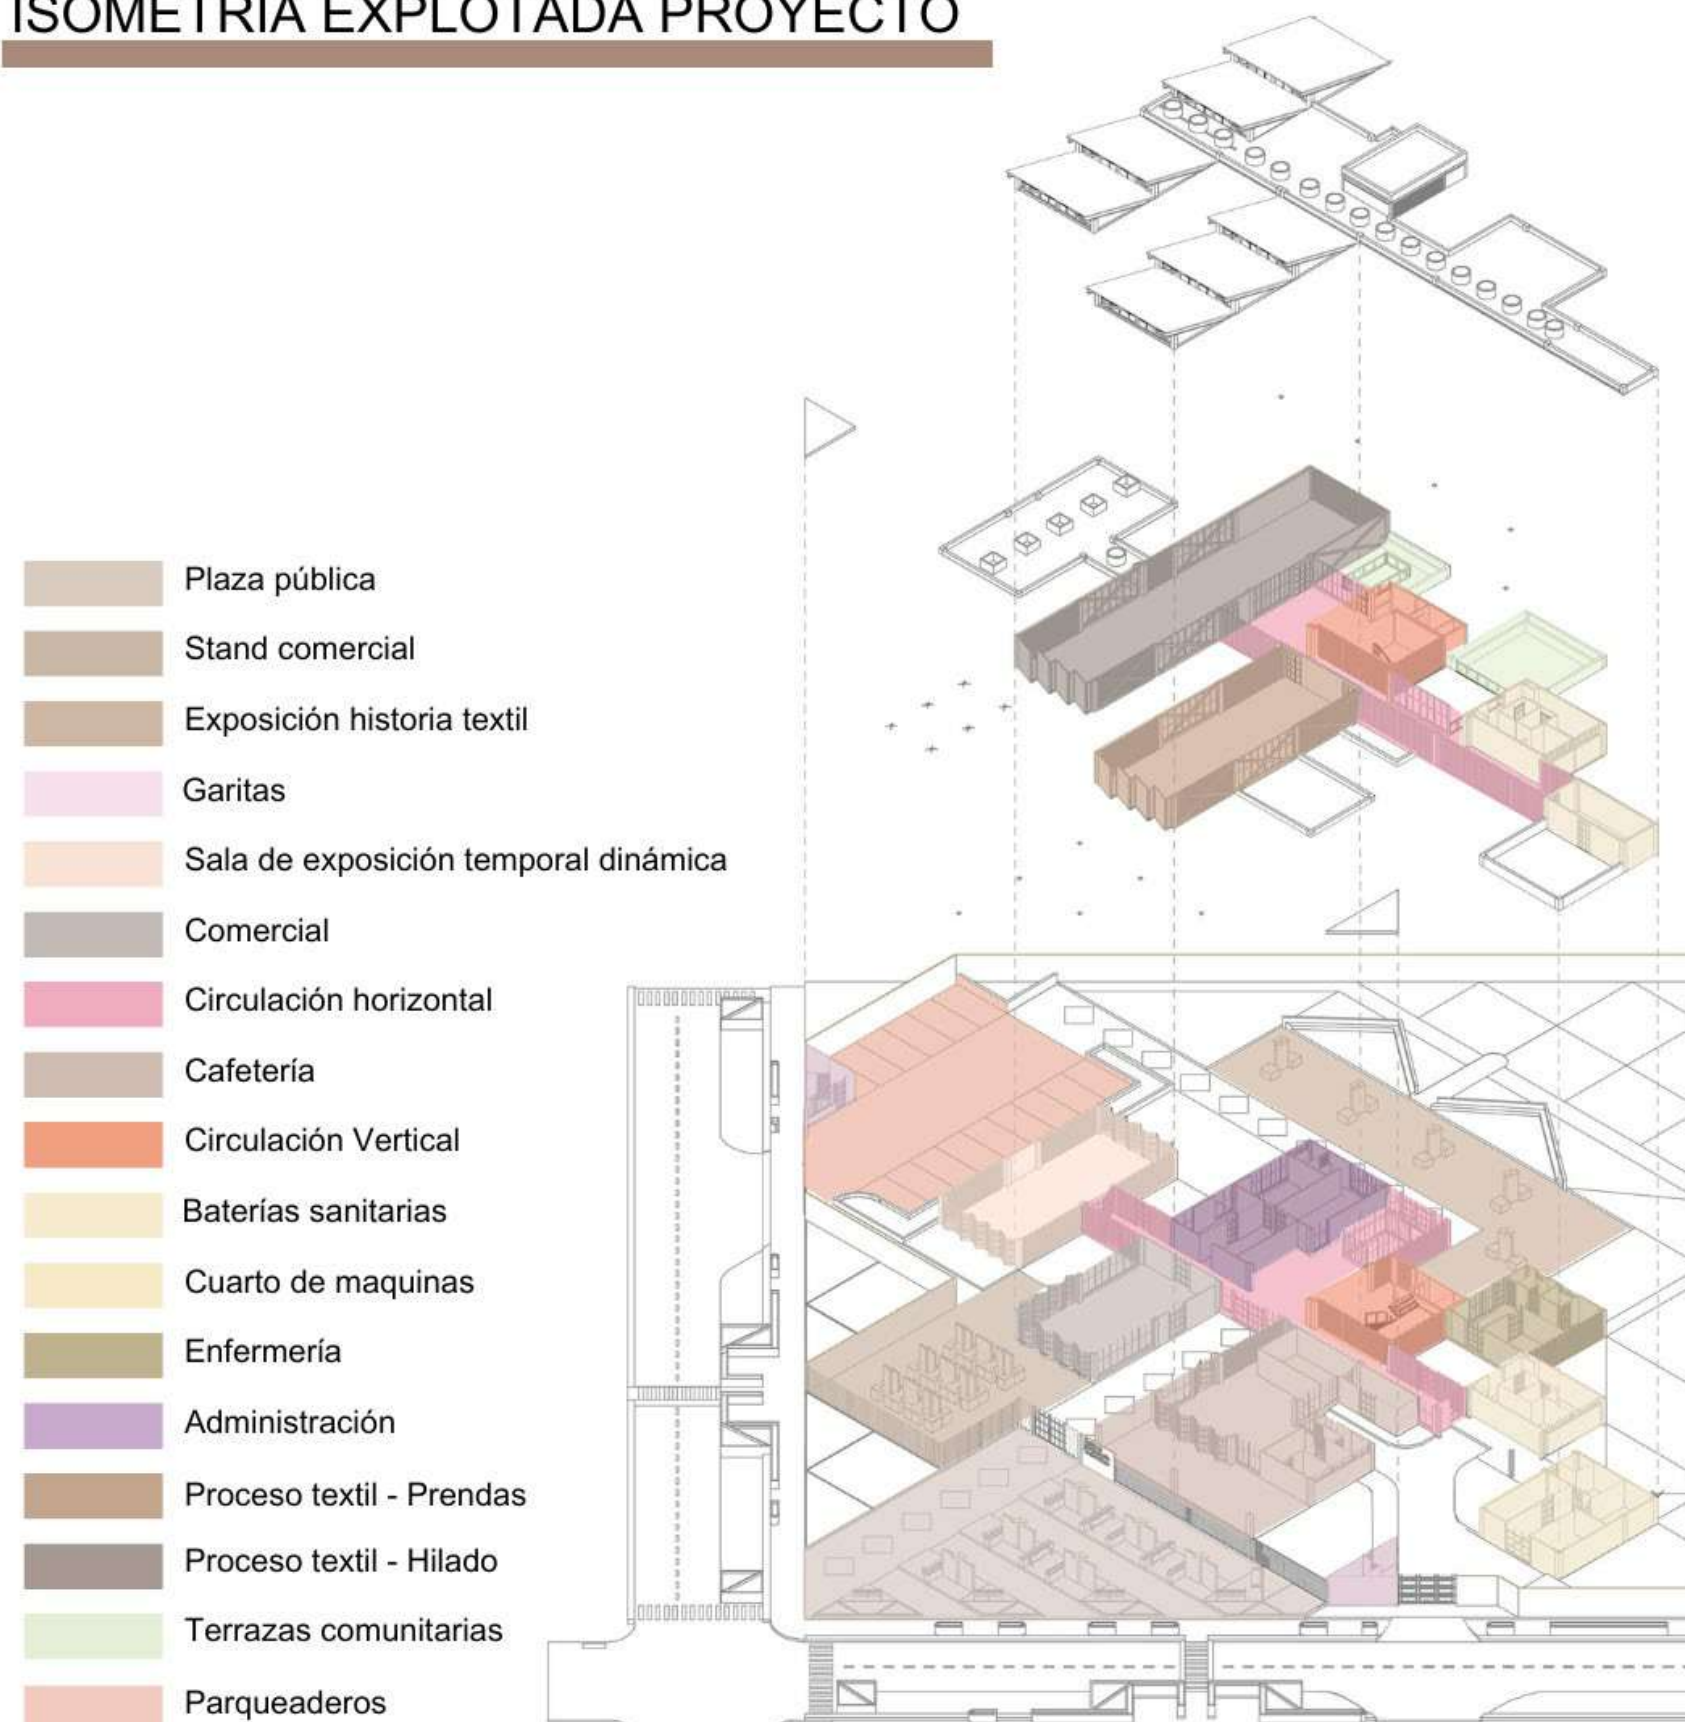 ISOMETRIA EXPLOTADA PROYECTO
Plaza pública
Stand comercial
Exposición historia textil
Garitas
Sala de exposición temporal dinámica
Comercial
Circulación horizontal
Cafetería
Circulación Vertical
Baterías sanitarias
Cuarto de maquinas
Enfermería
Administración
Proceso textil - Prendas
Proceso textil - Hilado
Terrazas comunitarias
Parqueaderos